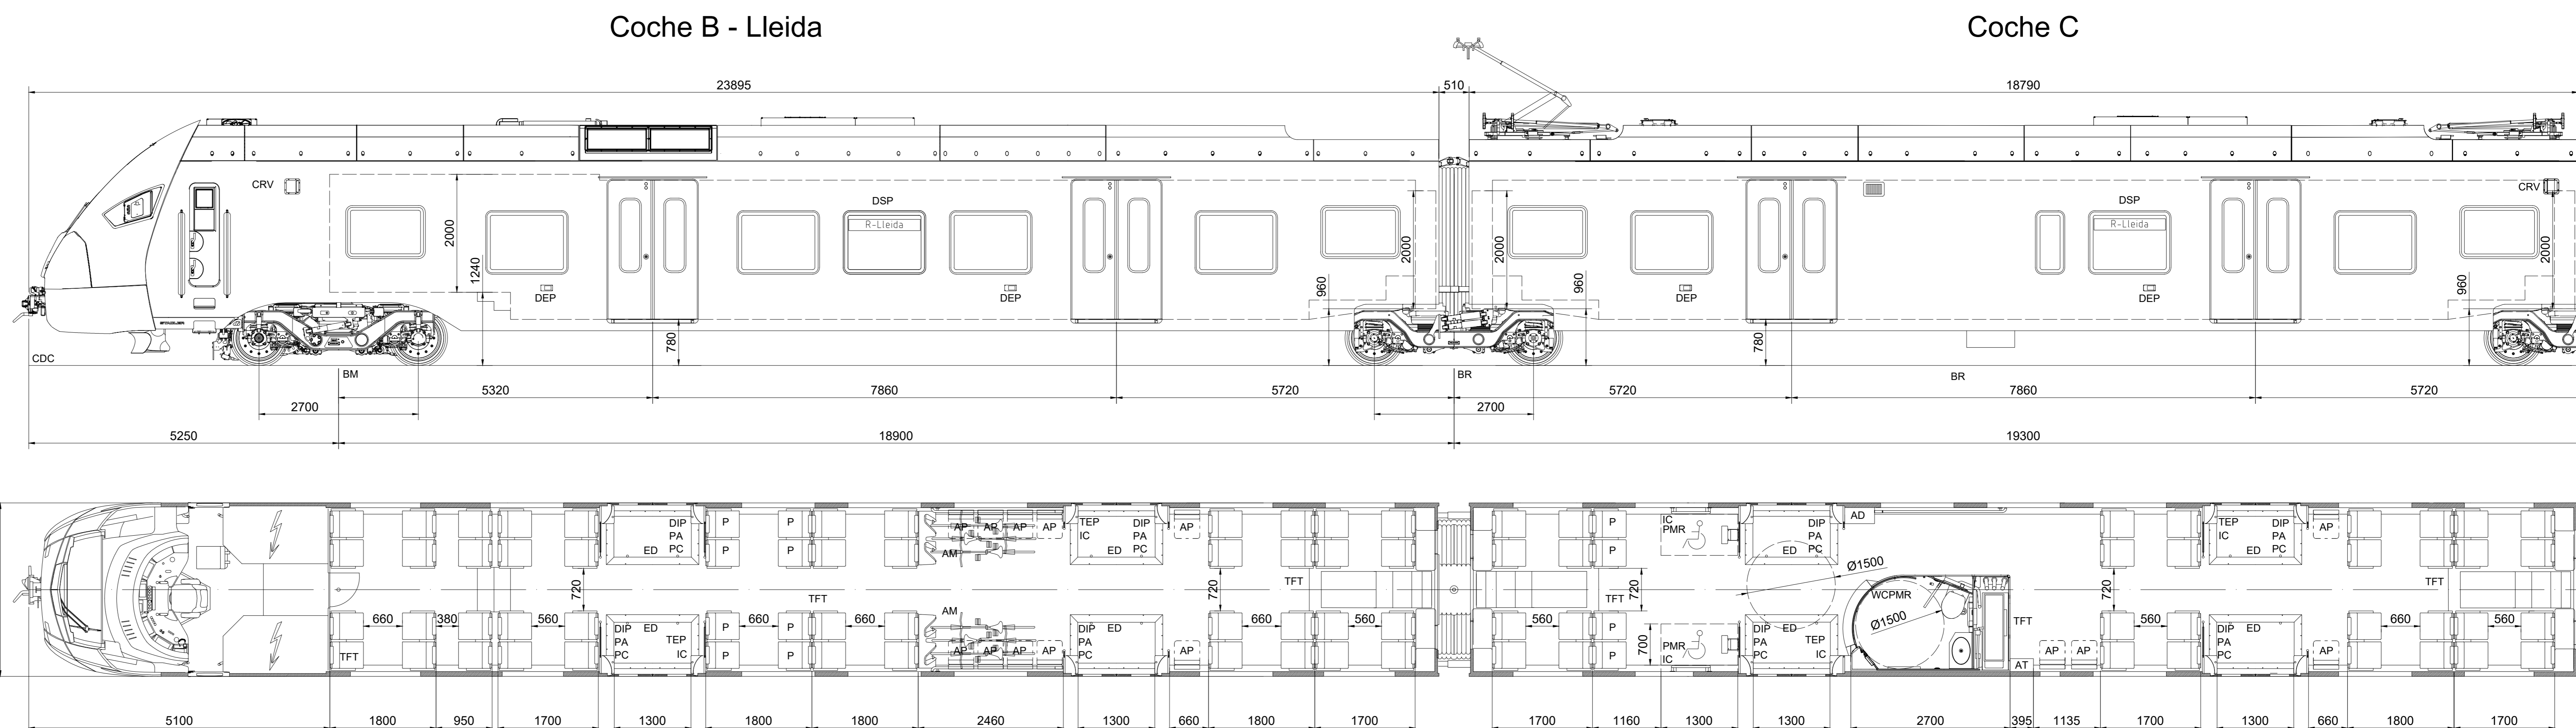 Coche B - Lleida
Coche C
23895
510
18790
CRV
DSP
DSP
CRV
R-Lleida
R-Lleida
2000
2000
2000
2000
1240
960
960
960
DEP
DEP
DEP
DEP
STADLER
780
780
CDC
BM
BR
BR
5320
7860
5720
5720
7860
5720
2700
2700
5250
18900
19300
P
P
AP
AP
AP
AP
TEP
IC
DIP
PA
PC
AP
P
IC
PMR
AD
TEP
IC
DIP
PA
PC
AP
DIP
PA
PC
ED
P
P
AM
ED
P
DIP
PA
PC
ED
ED
Ø1500
720
TFT
720
TFT
TFT
720
WCPMR
720
TFT
660
380
560
TFT
660
660
AM
660
560
560
Ø1500
TFT
560
660
560
DIP
PA
PC
ED
TEP
IC
P
P
DIP
PA
PC
ED
P
700
DIP
PA
PC
ED
TEP
IC
DIP
PA
PC
ED
TFT
P
P
AP
AP
AP
AP
AP
P
PMR
IC
AT
AP
AP
AP
5100
1800
950
1700
1300
1800
1800
2460
1300
660
1800
1700
1700
1160
1300
1300
2700
395
1135
1700
1300
660
1800
1700